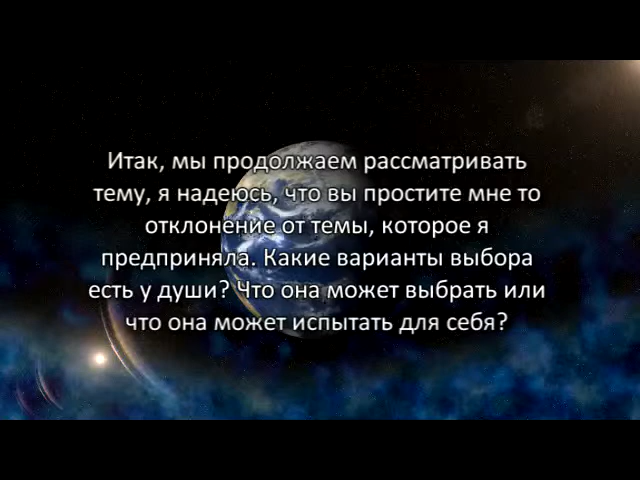 Итак, мы продолжаем рассматривать
тему, я надеюсь, что вы простите мне то
отклонение от темы, которое я
предприняла. Какие варианты выбора
есть у души? Что она может выбрать или
что она может испытать для себя?